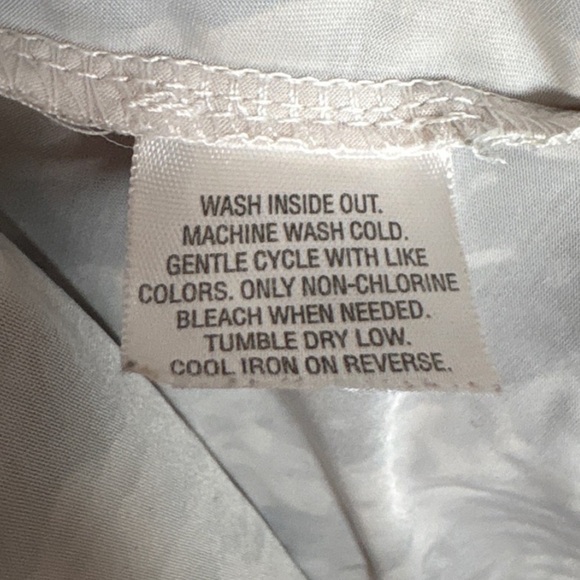 WASH INSIDE OUT.
MACHINE WASH COLD.
GENTLE CYCLE WITH LIKE
COLORS. ONLY NON-CHLORINE
BLEACH WHEN NEEDED.
TUMBLE DRY LOW.
COOL IRON ON REVERSE.